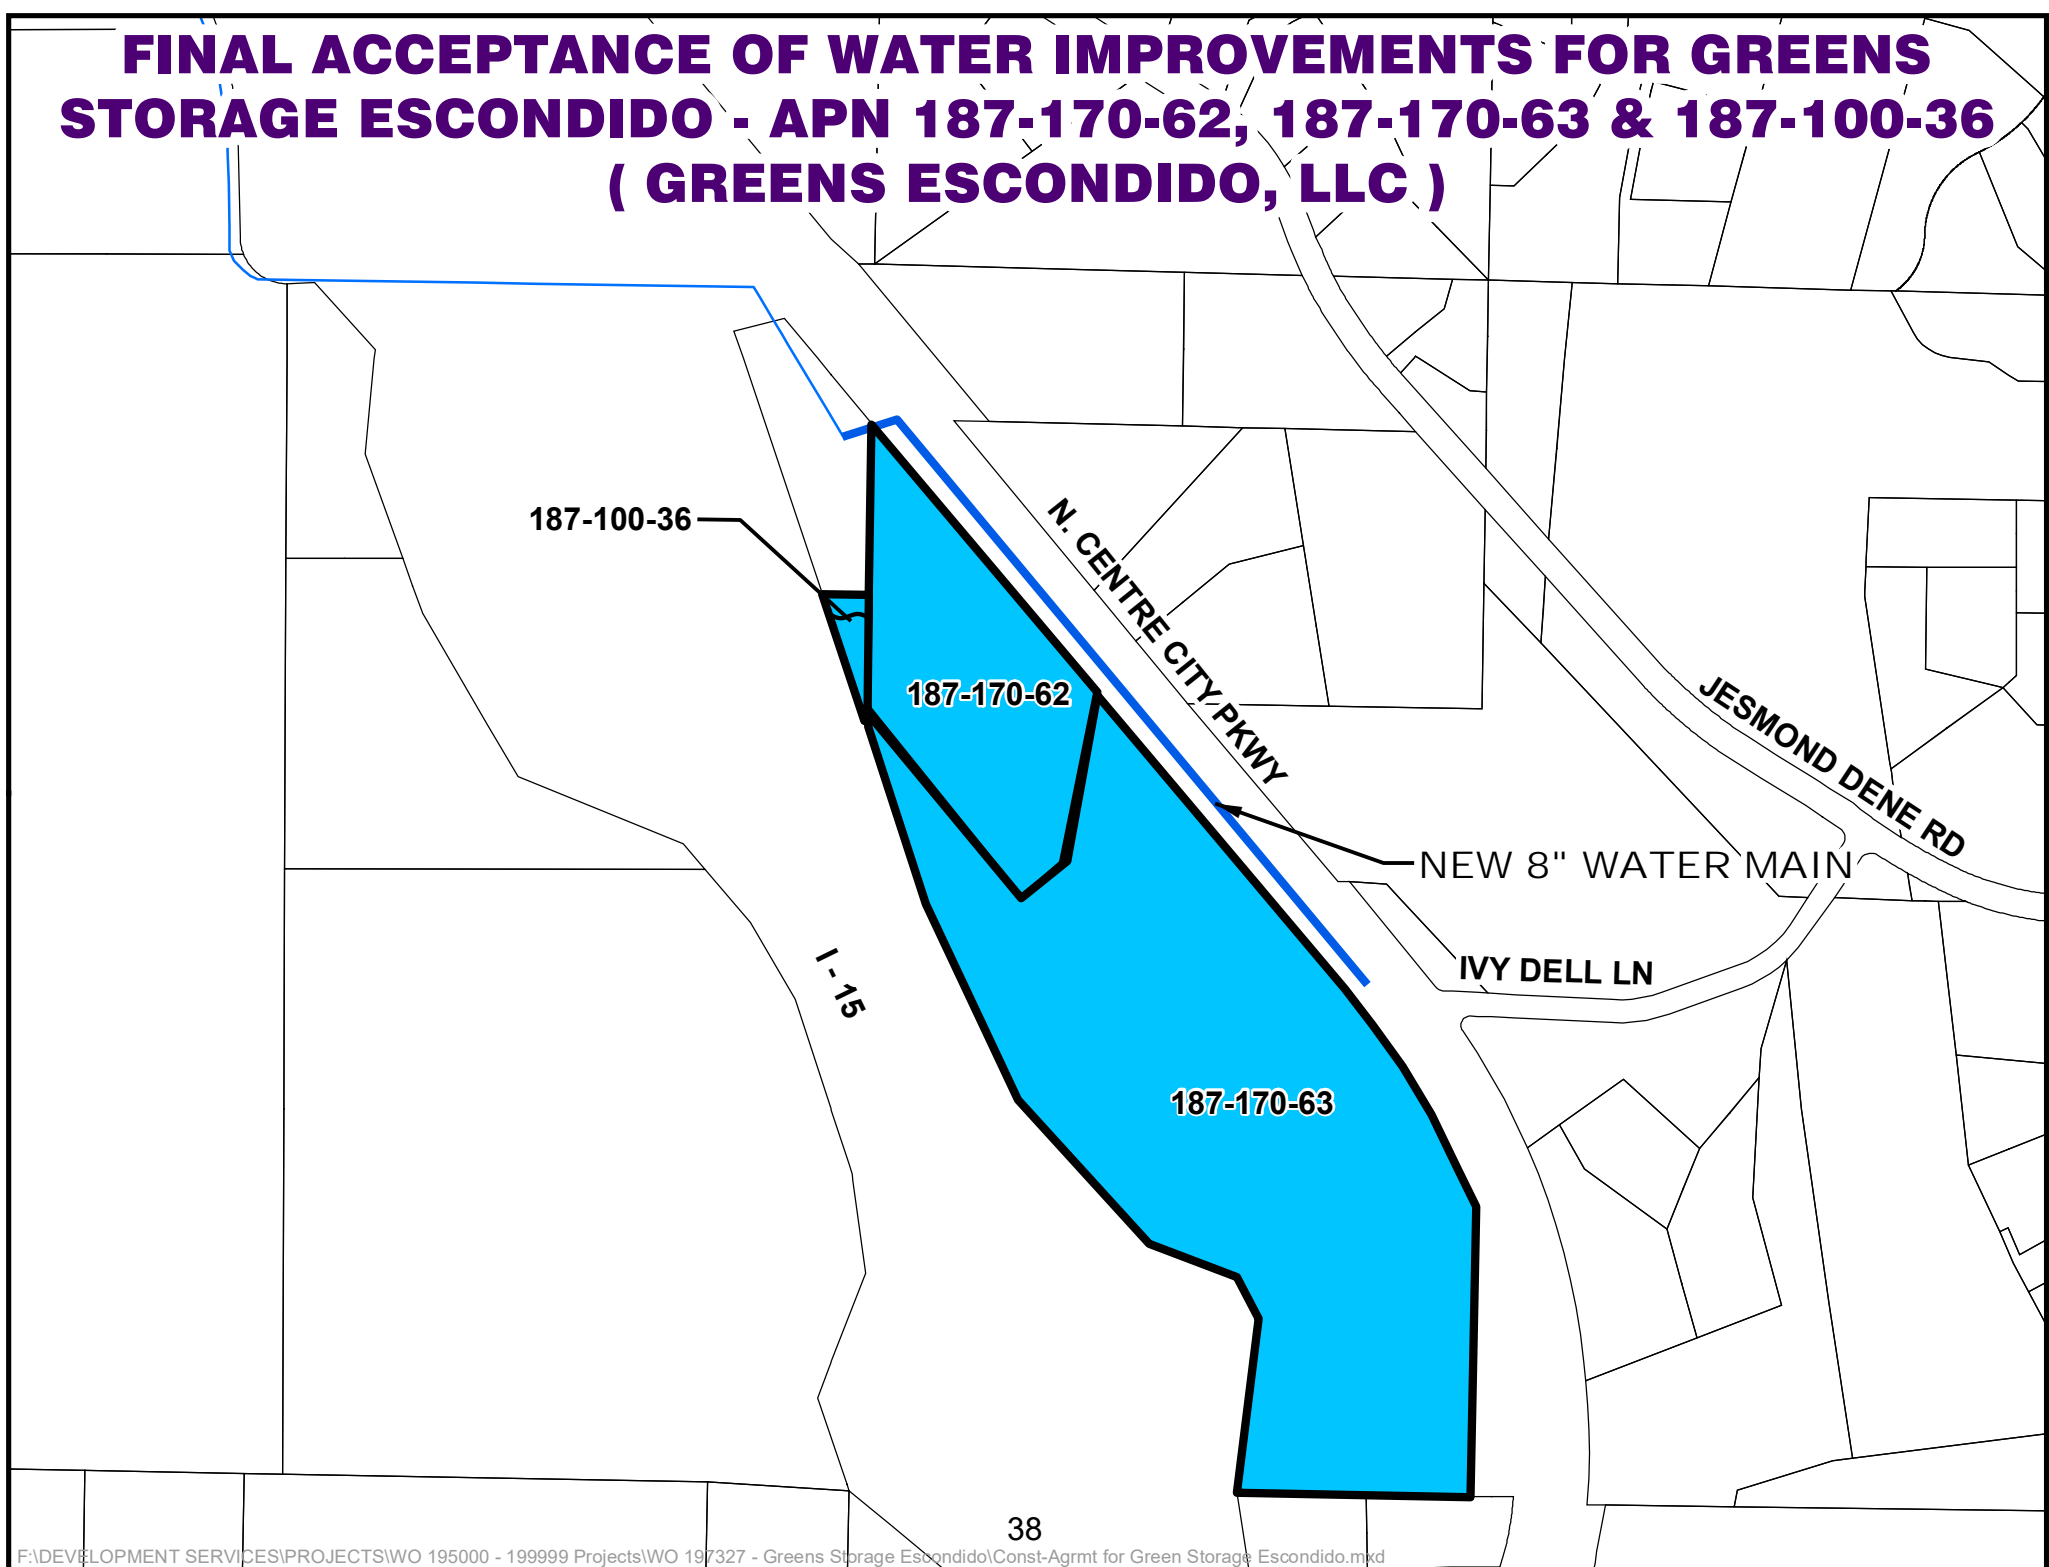 FINAL ACCEPTANCE OF WATER IMPROVEMENTS FOR GREENS
STORAGE ESCONDIDO - APN 187-170-62, 187-170-63 & 187-100-36
( GREENS ESCONDIDO, LLC )
187-100-36
N. CENTRE CITY PKWY
187-170-62
JESMOND DENE RD
NEW 8" WATER MAIN
I - 15
IVY DELL LN
187-170-63
38
F:\DEVELOPMENT SERVICES\PROJECTS\WO 195000 - 199999 Projects\WO 197327 - Greens Storage Escondido\Const-Agrmt for Green Storage Escondido.mxd